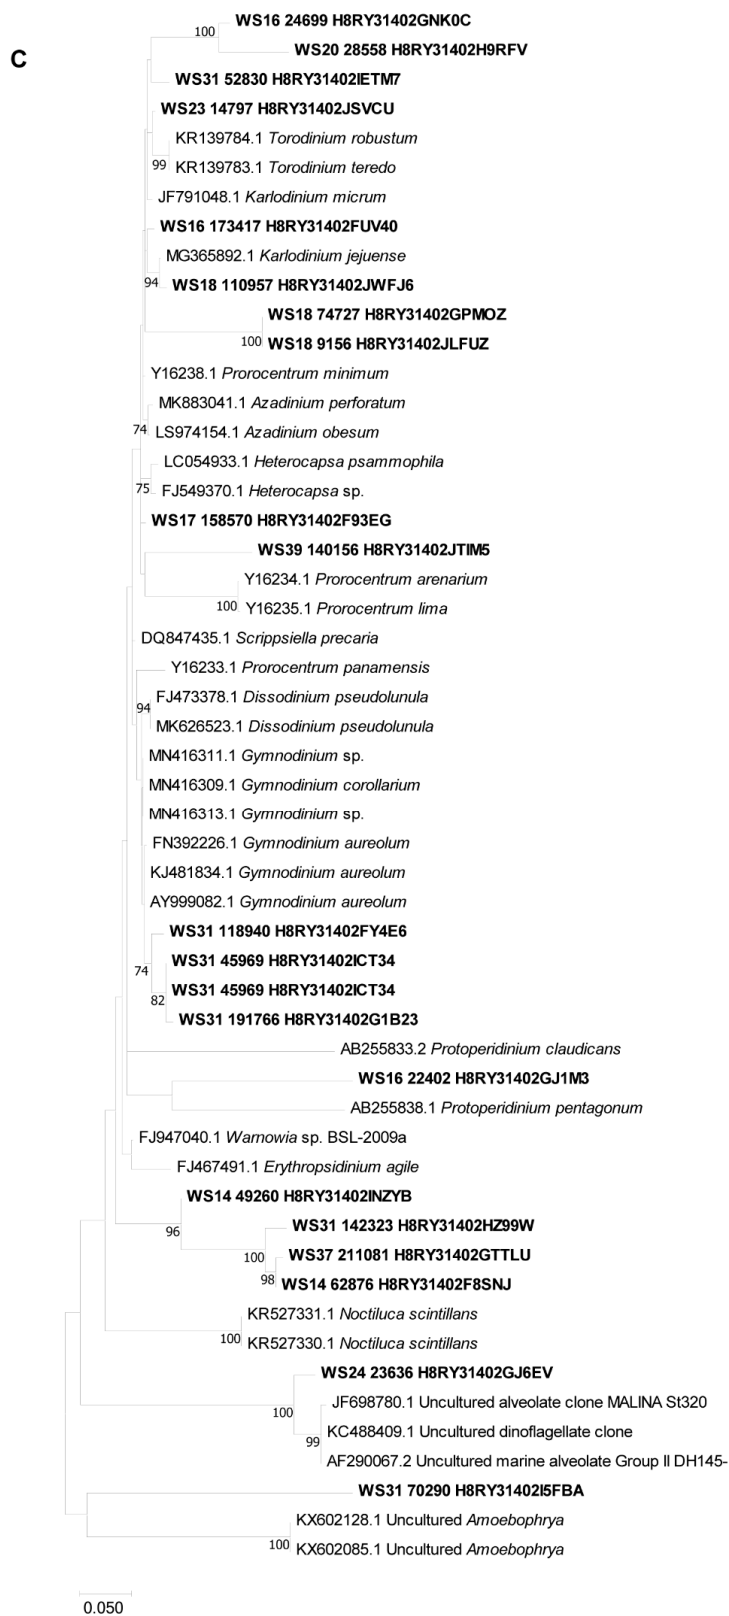 C
WS16 24699 H8RY31402GNK0C
100
WS20 28558 H8RY31402H9RFV
WS31 52830 H8RY31402IETM7
WS23 14797 H8RY31402JSVCU
KR139784.1 Torodinium robustum
99
KR139783.1 Torodinium teredo
JF791048.1 Karlodinium micrum
WS16 173417 H8RY31402FUV40
MG365892.1 Karlodinium jejuense
94
WS18 110957 H8RY31402JWFJ6
WS18 74727 H8RY31402GPMOZ
100
WS18 9156 H8RY31402JLFUZ
Y16238.1 Prorocentrum minimum
MK883041.1 Azadinium perforatum
74
LS974154.1 Azadinium obesum
LC054933.1 Heterocapsa psammophila
75
FJ549370.1 Heterocapsa sp.
WS17 158570 H8RY31402F93EG
WS39 140156 H8RY31402JTIM5
Y16234.1 Prorocentrum arenarium
100
Y16235.1 Prorocentrum lima
DQ847435.1 Scrippsiella precaria
Y16233.1 Prorocentrum panamensis
FJ473378.1 Dissodinium pseudolunula
94
MK626523.1 Dissodinium pseudolunula
MN416311.1 Gymnodinium sp.
MN416309.1 Gymnodinium corollarium
MN416313.1 Gymnodinium sp.
FN392226.1 Gymnodinium aureolum
KJ481834.1 Gymnodinium aureolum
AY999082.1 Gymnodinium aureolum
WS31 118940 H8RY31402FY4E6
WS31 45969 H8RY31402ICT34
74
WS31 45969 H8RY31402ICT34
82
WS31 191766 H8RY31402G1B23
AB255833.2 Protoperidinium claudicans
WS16 22402 H8RY31402GJ1M3
AB255838.1 Protoperidinium pentagonum
FJ947040.1 Warnowia sp. BSL-2009a
FJ467491.1 Erythropsidinium agile
WS14 49260 H8RY31402INZYB
96
WS31 142323 H8RY31402HZ99W
100
WS37 211081 H8RY31402GTTLU
98
WS14 62876 H8RY31402F8SNJ
KR527331.1 Noctiluca scintillans
100
KR527330.1 Noctiluca scintillans
WS24 23636 H8RY31402GJ6EV
100
JF698780.1 Uncultured alveolate clone MALINA St320
KC488409.1 Uncultured dinoflagellate clone
99
AF290067.2 Uncultured marine alveolate Group II DH145-
WS31 70290 H8RY31402I5FBA
KX602128.1 Uncultured Amoebophrya
100
KX602085.1 Uncultured Amoebophrya
0.050